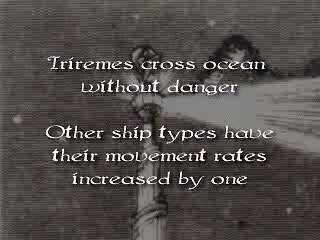 Triremes cross ocean
without danger
Other ship types have
their movement rates
increased by one